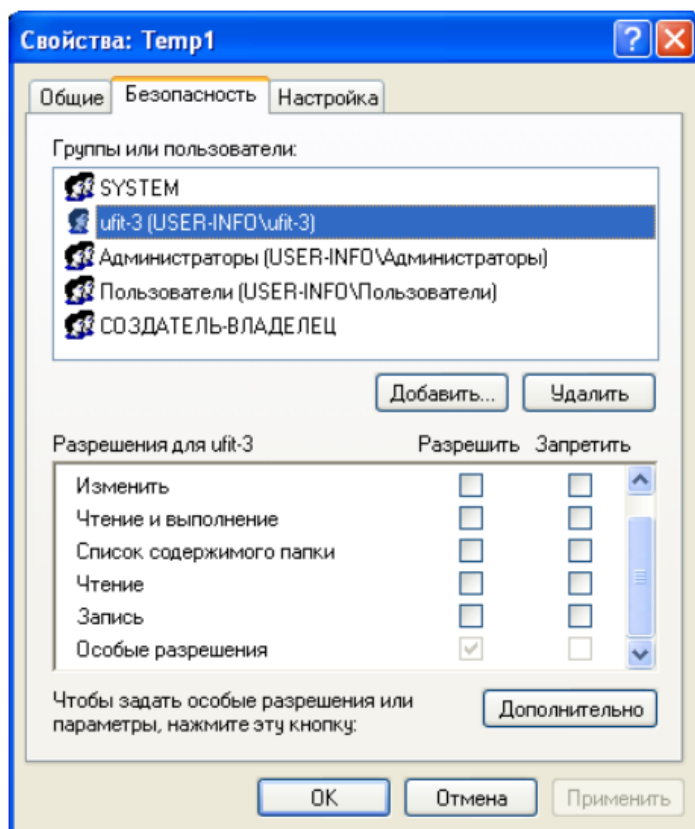 Свойства: Temp1
Общие Безопасность Настройка
Группы или пользователи:
SYSTEM
ufit-3 (USER-INFO\ufit-3)
Администраторы (USER-INFO\Администраторы)
Пользователи (USER-INFO\Пользователи)
СОЗДАТЕЛЬ-ВЛАДЕЛЕЦ
Добавить... Удалить
Разрешения для ufit-3 Разрешить Запретить
Изменить
Чтение и выполнение
Список содержимого папки
Чтение
Запись
Особые разрешения
Чтобы задать особые разрешения или
параметры, нажмите эту кнопку:
Дополнительно
OK Отмена Применить